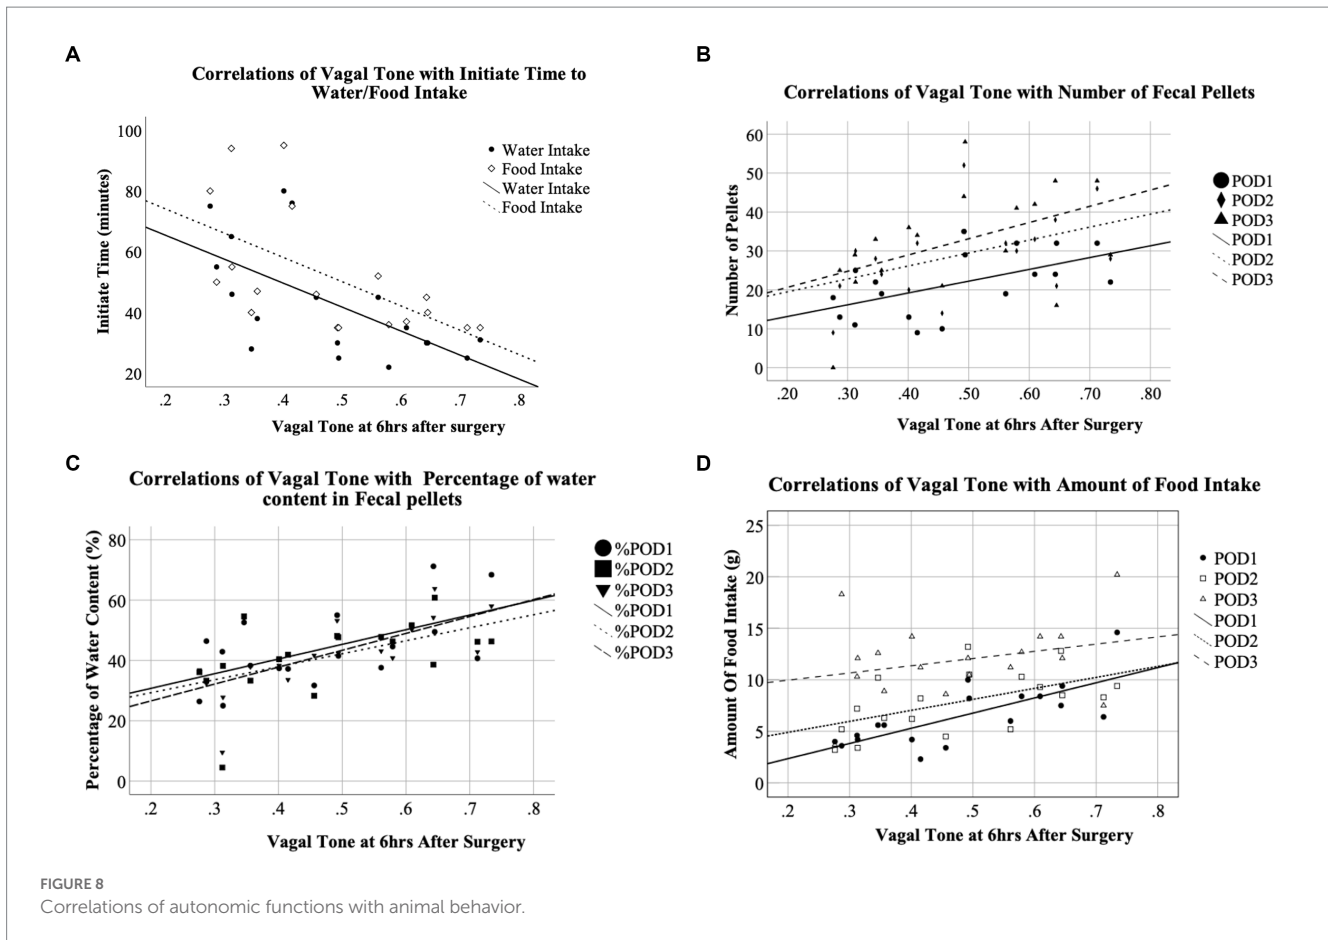 A
Correlations of Vagal Tone with Initiate Time to
Water/Food Intake
Initiate Time (minutes)
100
80
60
40
20
.2 .3 .4 .5 .6 .7 .8
Vagal Tone at 6hrs after surgery
Water Intake
Food Intake
Water Intake
Food Intake
B
Correlations of Vagal Tone with Number of Fecal Pellets
Number of Pellets
60
50
40
30
20
10
0
.20 .30 .40 .50 .60 .70 .80
Vagal Tone at 6hrs After Surgery
POD1
POD2
POD3
POD1
POD2
POD3
C
Correlations of Vagal Tone with Percentage of water
content in Fecal pellets
Percentage of Water Content (%)
80
60
40
20
0
.2 .3 .4 .5 .6 .7 .8
Vagal Tone at 6hrs After Surgery
%POD1
%POD2
%POD3
%POD1
%POD2
%POD3
D
Correlations of Vagal Tone with Amount of Food Intake
Amount Of Food Intake (g)
25
20
15
10
5
0
.2 .3 .4 .5 .6 .7 .8
Vagal Tone at 6hrs After Surgery
POD1
POD2
POD3
POD1
POD2
POD3
FIGURE 8
Correlations of autonomic functions with animal behavior.